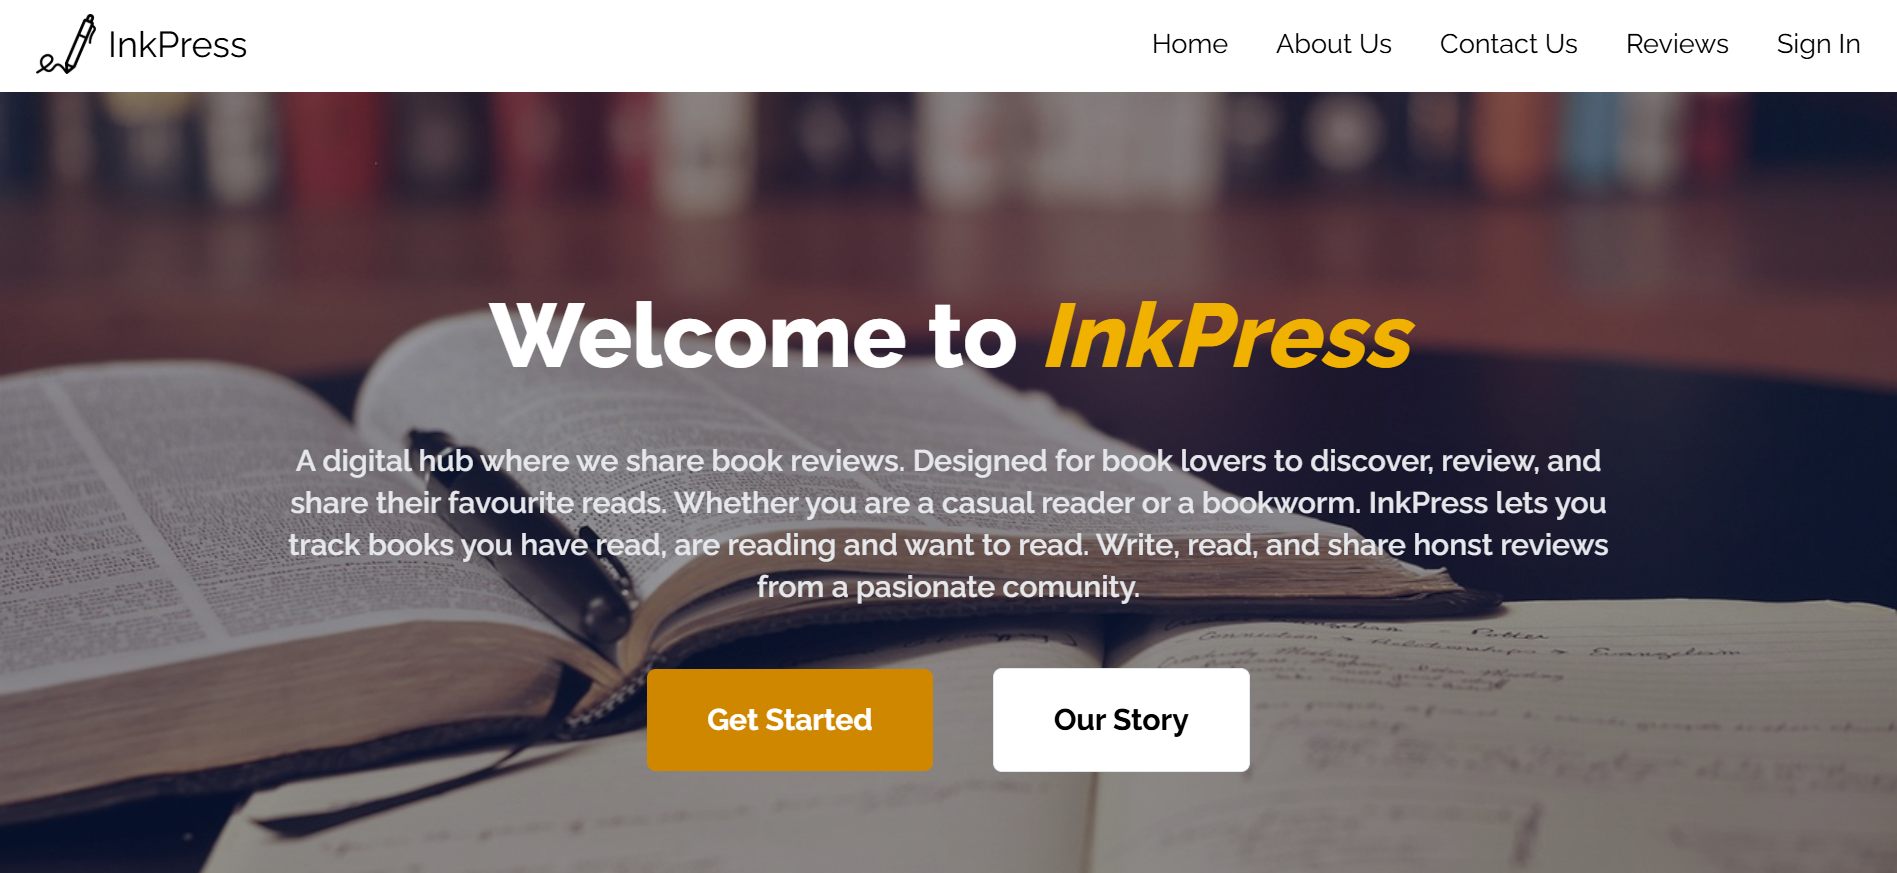 InkPress
Home About Us Contact Us Reviews Sign In
Welcome to InkPress
A digital hub where we share book reviews. Designed for book lovers to discover, review, and
share their favourite reads. Whether you are a casual reader or a bookworm. InkPress lets you
track books you have read, are reading and want to read. Write, read, and share honst reviews
from a pasionate comunity.
Get Started
Our Story